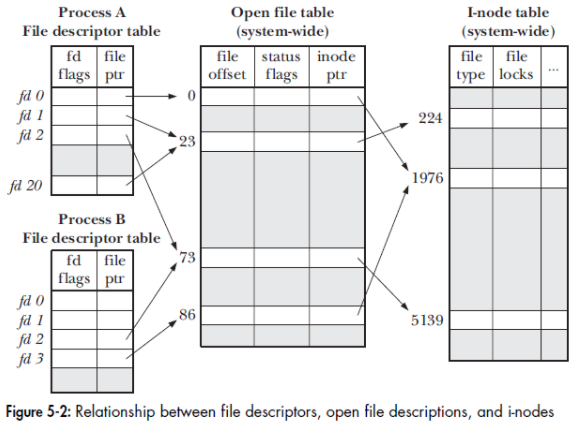 Process A
File descriptor table
fd flags
file ptr
fd 0
fd 1
fd 2
fd 20
Process B
File descriptor table
fd flags
file ptr
fd 0
fd 1
fd 2
fd 3
Open file table
(system-wide)
file offset
status flags
inode ptr
0
23
73
86
I-node table
(system-wide)
file type
file locks
...
224
1976
5139
Figure 5-2: Relationship between file descriptors, open file descriptions, and i-nodes